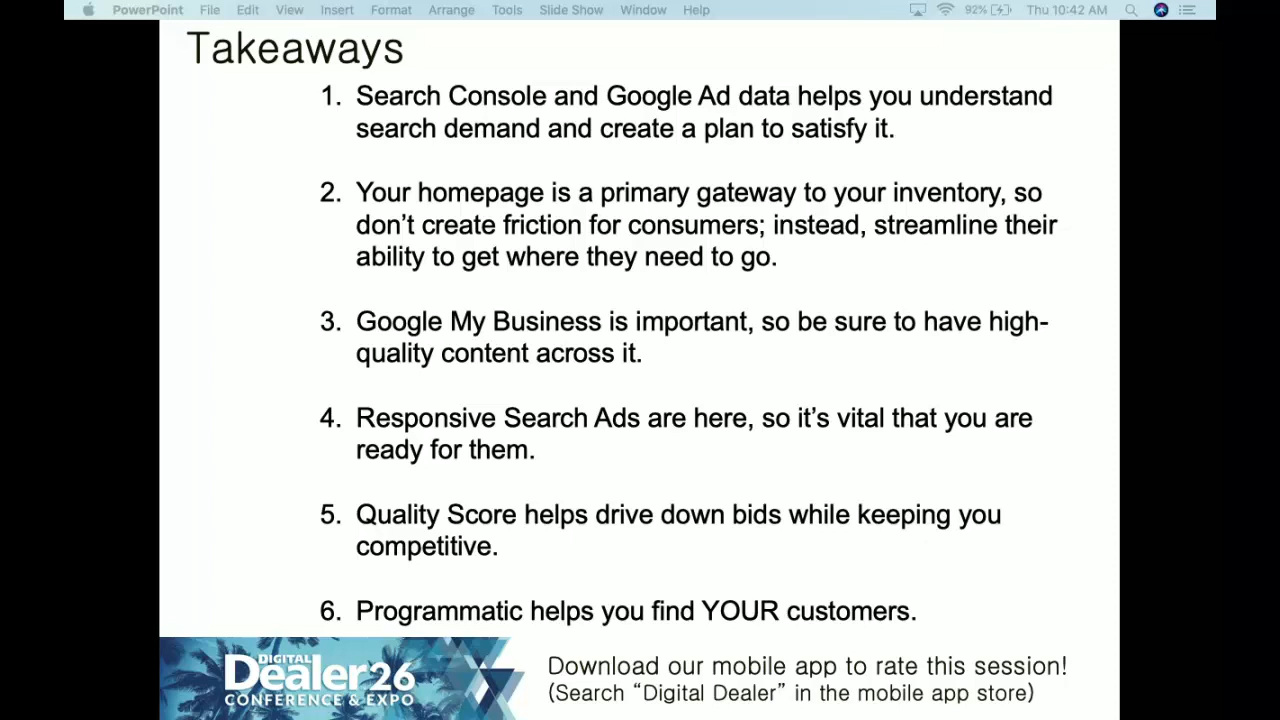 PowerPoint File Edit View Insert Format Arrange Tools Slide Show Window Help 92% Thu 10:42 AM
Takeaways
1. Search Console and Google Ad data helps you understand
search demand and create a plan to satisfy it.
2. Your homepage is a primary gateway to your inventory, so
don’t create friction for consumers; instead, streamline their
ability to get where they need to go.
3. Google My Business is important, so be sure to have high-
quality content across it.
4. Responsive Search Ads are here, so it’s vital that you are
ready for them.
5. Quality Score helps drive down bids while keeping you
competitive.
6. Programmatic helps you find YOUR customers.
DIGITAL
Dealer 26
CONFERENCE & EXPO
Download our mobile app to rate this session!
(Search “Digital Dealer” in the mobile app store)